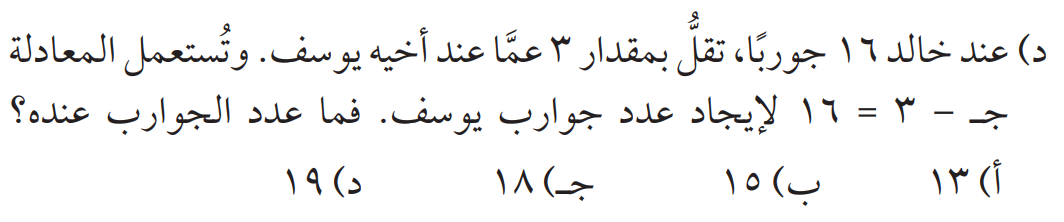 د) عند خالد ١٦ جوربًا، تقلُّ بمقدار ٣ عمَّا عند أخيه يوسف. وتُستعمل المعادلة
جـ – ٣ = ١٦ لإيجاد عدد جوارب يوسف. فما عدد الجوارب عنده؟
أ) ١٣ ب) ١٥ جـ) ١٨ د) ١٩